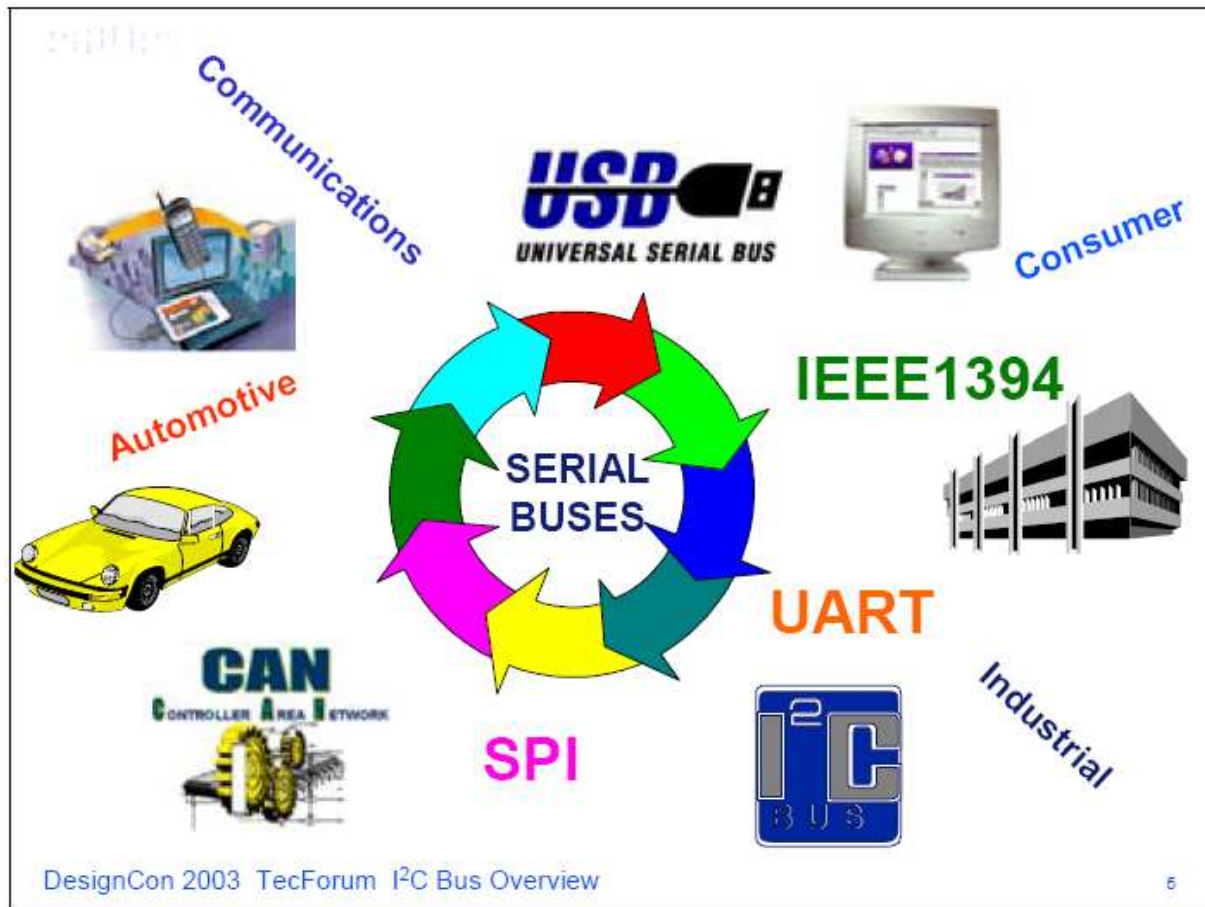 Communications
USB
UNIVERSAL SERIAL BUS
Consumer
IEEE1394
Automotive
SERIAL
BUSES
UART
CAN
CONTROLLER AREA NETWORK
SPI
I²C
BUS
Industrial
DesignCon 2003 TecForum I²C Bus Overview
5